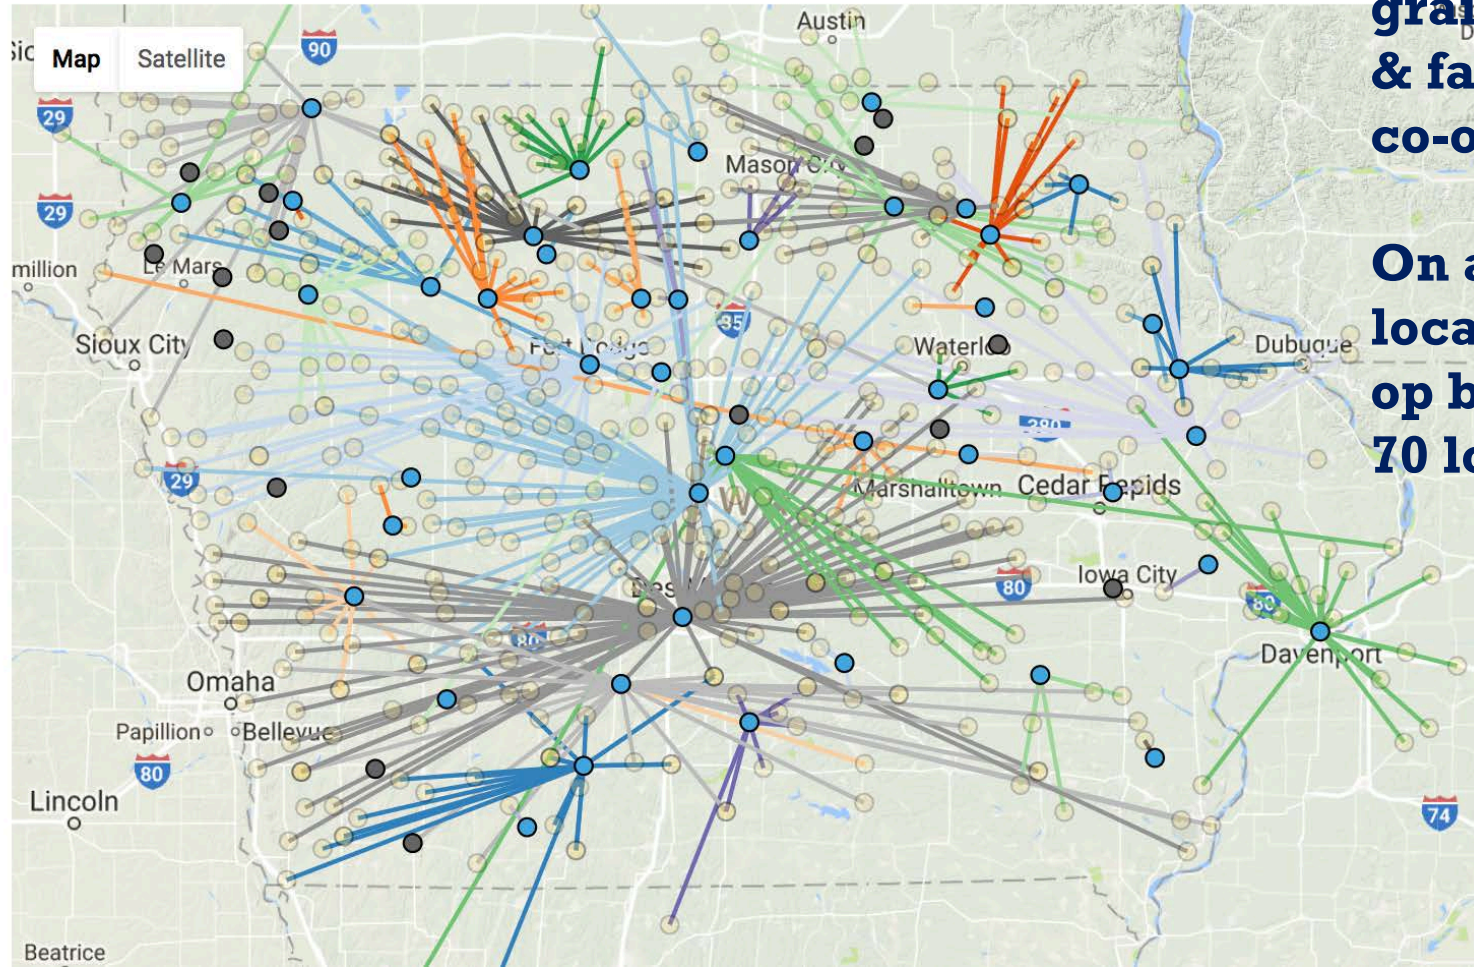 Austin
Map Satellite
90
29
Mason City
29
million
Le Mars
35
Sioux City
Fort Dodge
Waterloo
Dubuque
380
29
W
Marshalltown
Cedar Rapids
80
Iowa City
80
80
Omaha
Davenport
Papillion
Bellevue
80
Lincoln
74
Beatrice
& fa
co-o
On a
loca
op b
70 lo